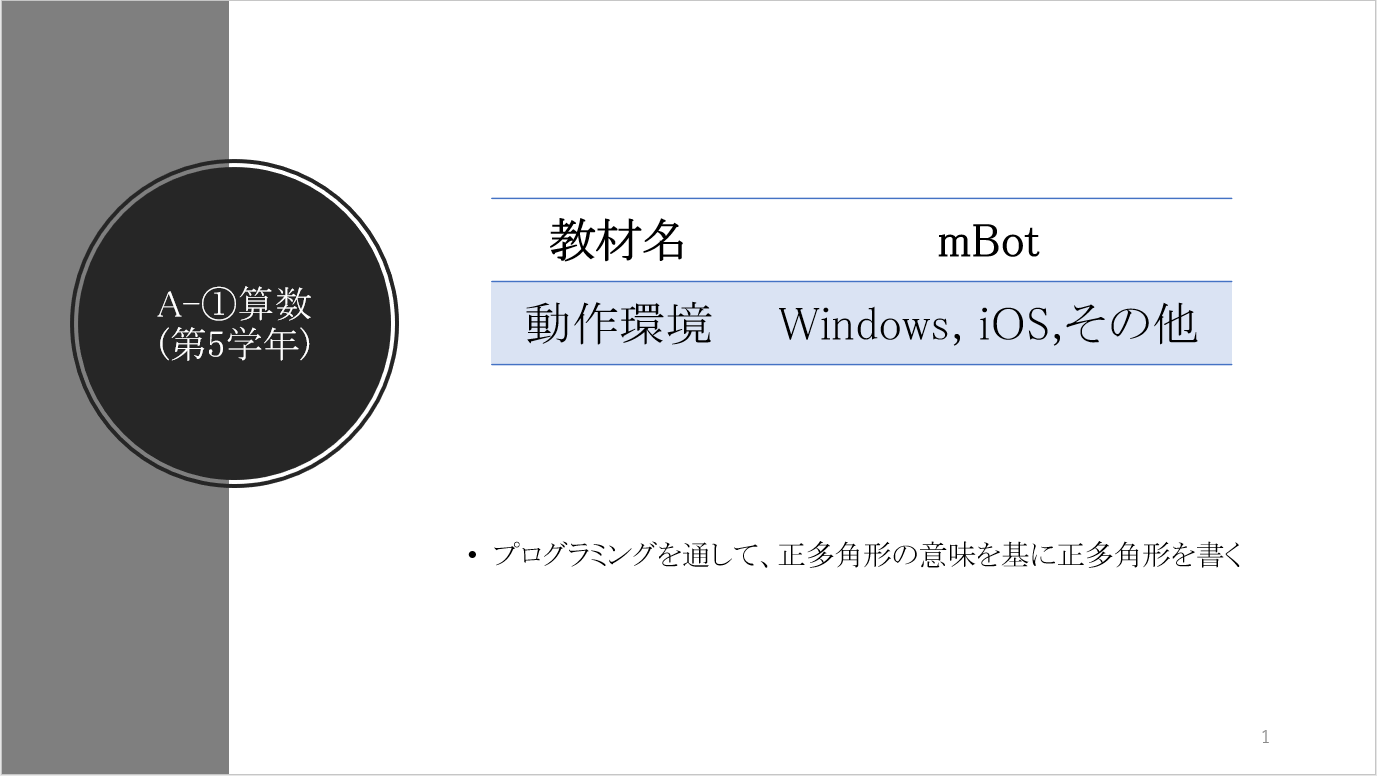 A-①算数
(第5学年)
教材名 mBot
動作環境 Windows, iOS,その他
• プログラミングを通して、正多角形の意味を基に正多角形を書く
1